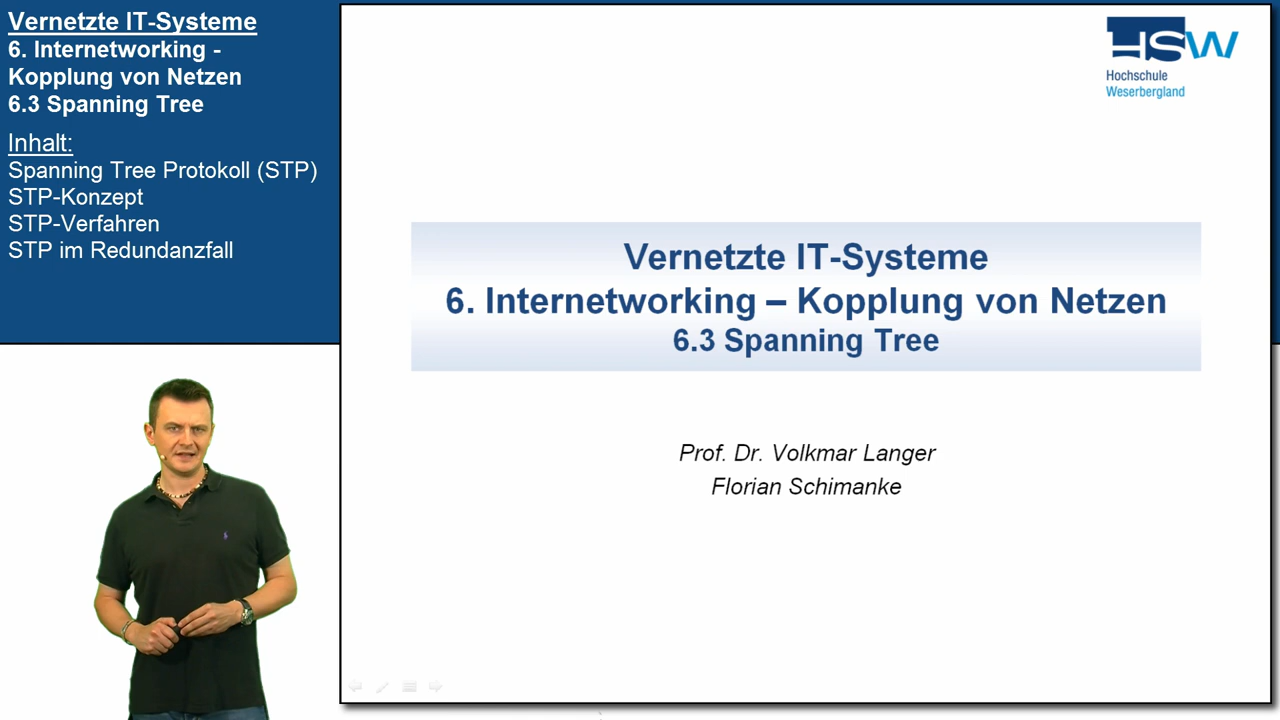 Vernetzte IT-Systeme
6. Internetworking -
Kopplung von Netzen
6.3 Spanning Tree
Inhalt:
Spanning Tree Protokoll (STP)
STP-Konzept
STP-Verfahren
STP im Redundanzfall
HSW
Hochschule
Weserbergland
Vernetzte IT-Systeme
6. Internetworking – Kopplung von Netzen
6.3 Spanning Tree
Prof. Dr. Volkmar Langer
Florian Schimanke